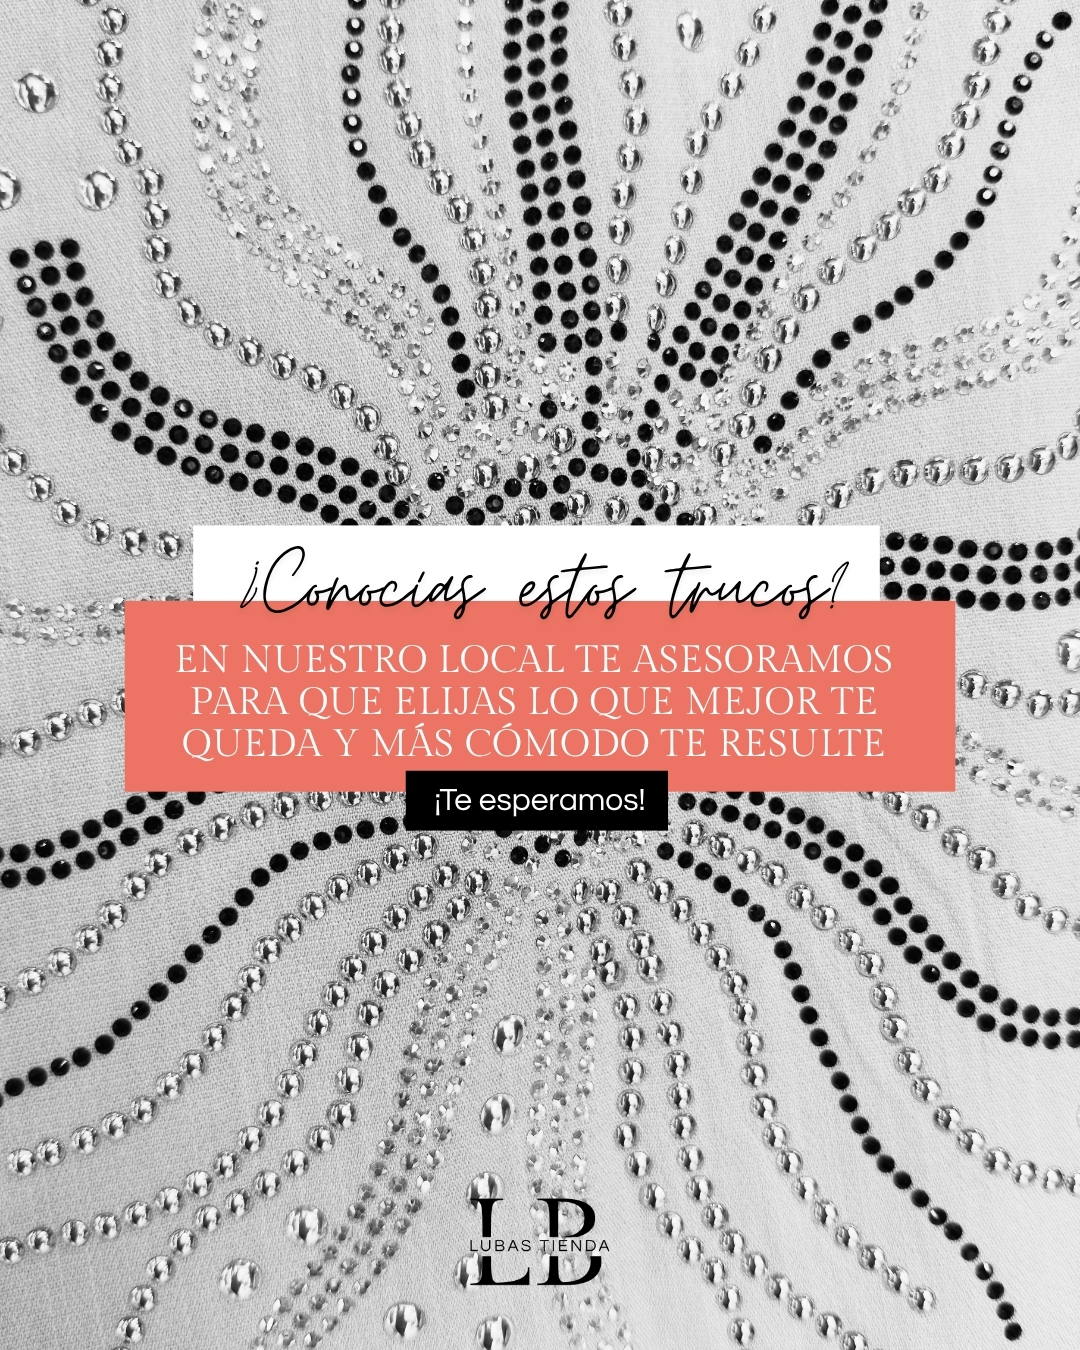 ¿Conocías estos trucos?
EN NUESTRO LOCAL TE ASESORAMOS
PARA QUE ELIJAS LO QUE MEJOR TE
QUEDA Y MÁS CÓMODO TE RESULTE
¡Te esperamos!
LB
LUBAS TIENDA